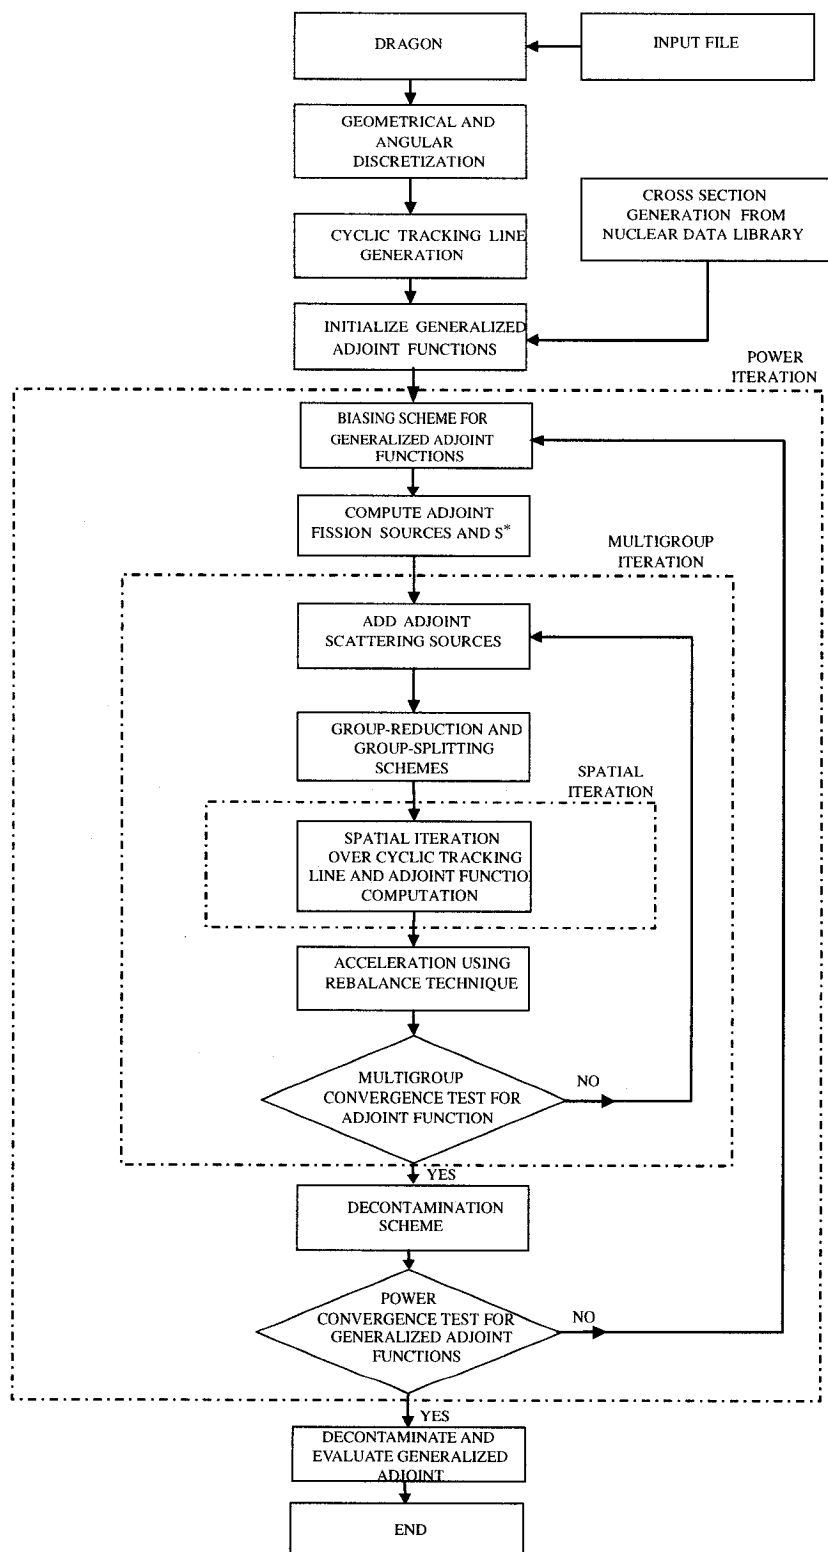 DRAGON
INPUT FILE
GEOMETRICAL AND
ANGULAR
DISCRETIZATION
CROSS SECTION
GENERATION FROM
NUCLEAR DATA LIBRARY
CYCLIC TRACKING LINE
GENERATION
INITIALIZE GENERALIZED
ADJOINT FUNCTIONS
POWER
ITERATION
BIASING SCHEME FOR
GENERALIZED ADJOINT
FUNCTIONS
COMPUTE ADJOINT
FISSION SOURCES AND S*
MULTIGROUP
ITERATION
ADD ADJOINT
SCATTERING SOURCES
GROUP-REDUCTION AND
GROUP-SPLITTING
SCHEMES
SPATIAL
ITERATION
SPATIAL ITERATION
OVER CYCLIC TRACKING
LINE AND ADJOINT FUNCTIO
COMPUTATION
ACCELERATION USING
REBALANCE TECHNIQUE
MULTIGROUP
CONVERGENCE TEST FOR
ADJOINT FUNCTION
NO
YES
DECONTAMINATION
SCHEME
POWER
CONVERGENCE TEST FOR
GENERALIZED ADJOINT
FUNCTIONS
NO
YES
DECONTAMINATE AND
EVALUATE GENERALIZED
ADJOINT
END